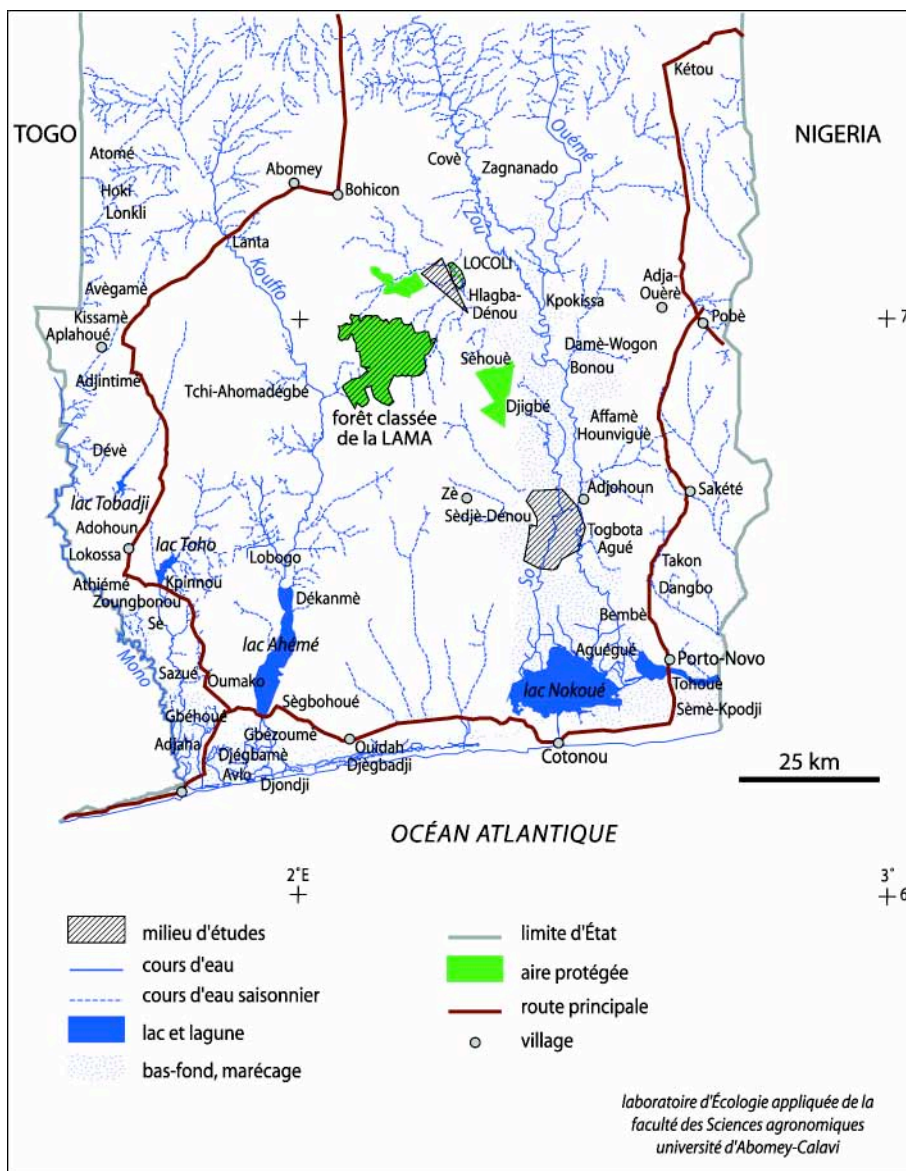 Kétou
TOGO
NIGERIA
Ouémé
Atomé
Covè
Zagnanado
Abomey
Hoki
Lonkli
Bohicon
Zou
Lanta
Kouffo
LOCOLI
Avègamè
Hlagba-
Dénou
Kpokissa
Adja-
Ouèrè
Kissamè
Aplahoué
Pobè
7
Damè-Wogon
Sèhouè
Bonou
Adjintimé
Tchi-Ahomadégbé
Djigbé
forêt classée
de la LAMA
Affamè
Hounviguè
Dévè
lac Tobadji
Zè
Adjohoun
Sakété
Sèdjè-Dénou
Adohoun
Togbota
Agué
lac Toho
Lokossa
Lobogo
So
Takon
Athiémé
Kpinnou
Dangbo
Zoungbonou
Dékanmè
Sè
Bembè
lac Ahémé
Aguégué
Mono
Porto-Novo
Sazué
Oumako
lac Nokoué
Tohouè
Sègbohoué
Sèmè-Kpodji
Gbéhoué
Gbèzoumè
Adjaha
Djégbamè
Ouidah
Djègbadji
Cotonou
Avlo
Djondji
25 km
OCÉAN ATLANTIQUE
2°E
3°
6
milieu d'études
cours d'eau
cours d'eau saisonnier
lac et lagune
bas-fond, marécage
limite d'État
aire protégée
route principale
village
laboratoire d'Écologie appliquée de la
faculté des Sciences agronomiques
université d'Abomey-Calavi